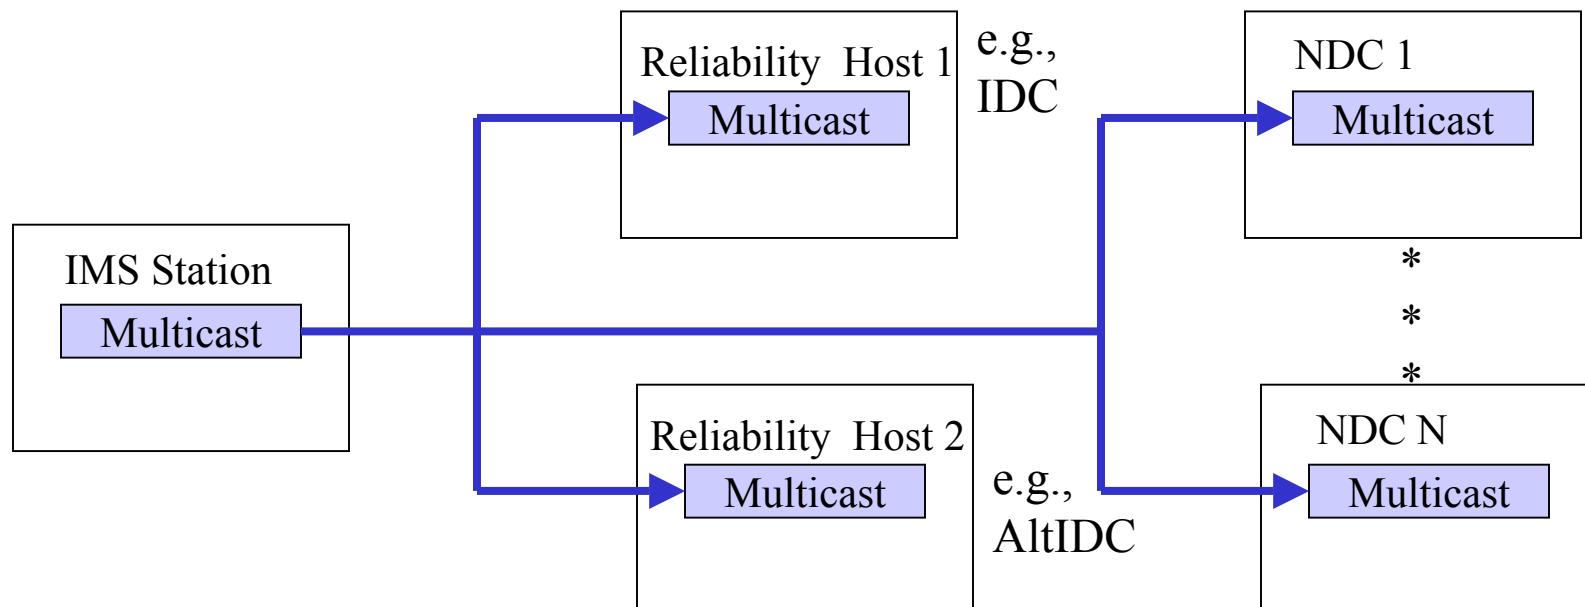 Reliability Host 1
Multicast
e.g.,
IDC
NDC 1
Multicast
IMS Station
Multicast
*
*
*
Reliability Host 2
Multicast
e.g.,
AltIDC
NDC N
Multicast